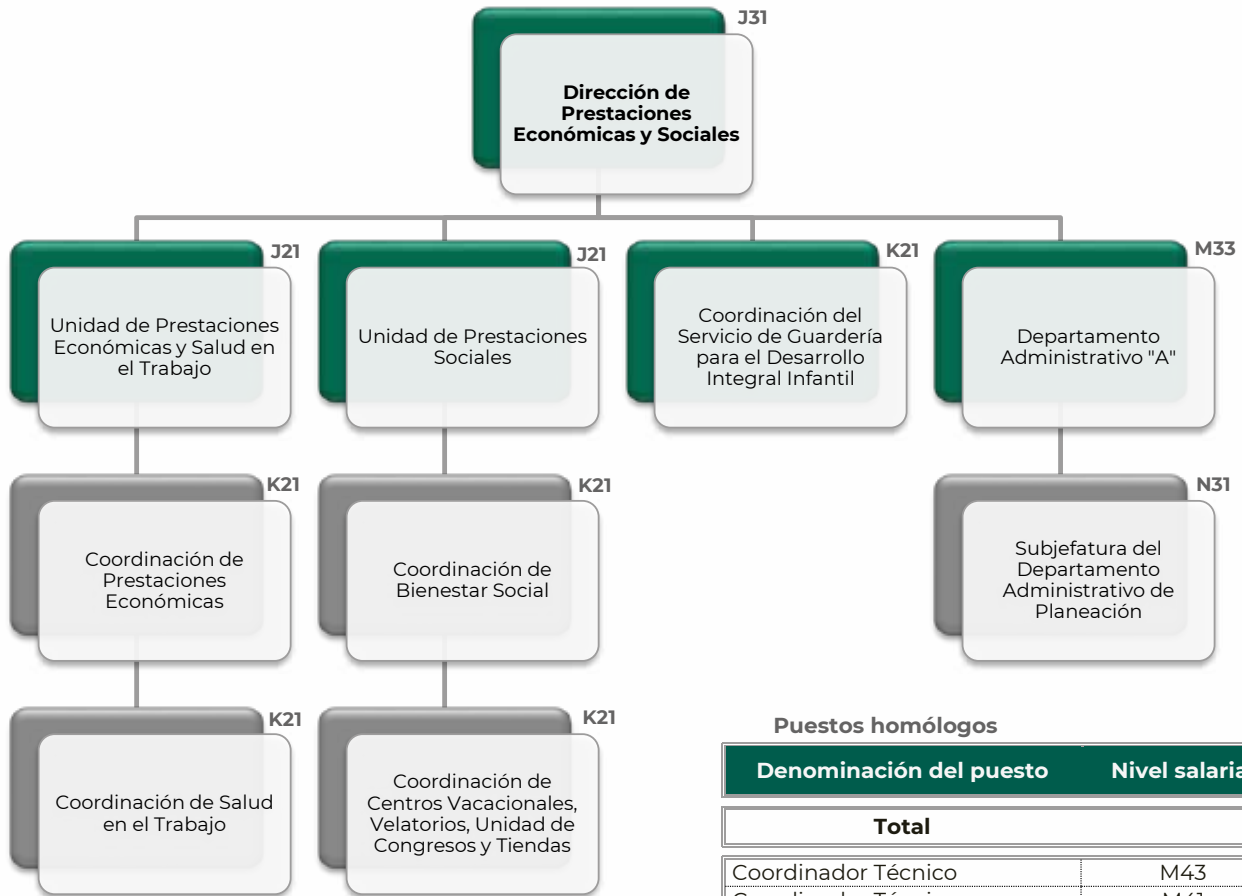 J31
Dirección de
Prestaciones
Económicas y Sociales
J21
Unidad de Prestaciones
Económicas y Salud en
el Trabajo
J21
Unidad de Prestaciones
Sociales
K21
Coordinación del
Servicio de Guardería
para el Desarrollo
Integral Infantil
M33
Departamento
Administrativo "A"
K21
Coordinación de
Prestaciones
Económicas
K21
Coordinación de
Bienestar Social
N31
Subjefatura del
Departamento
Administrativo de
Planeación
K21
Coordinación de Salud
en el Trabajo
K21
Coordinación de
Centros Vacacionales,
Velatorios, Unidad de
Congresos y Tiendas
Puestos homólogos
Denominación del puesto Nivel salaria
Total
Coordinador Técnico M43